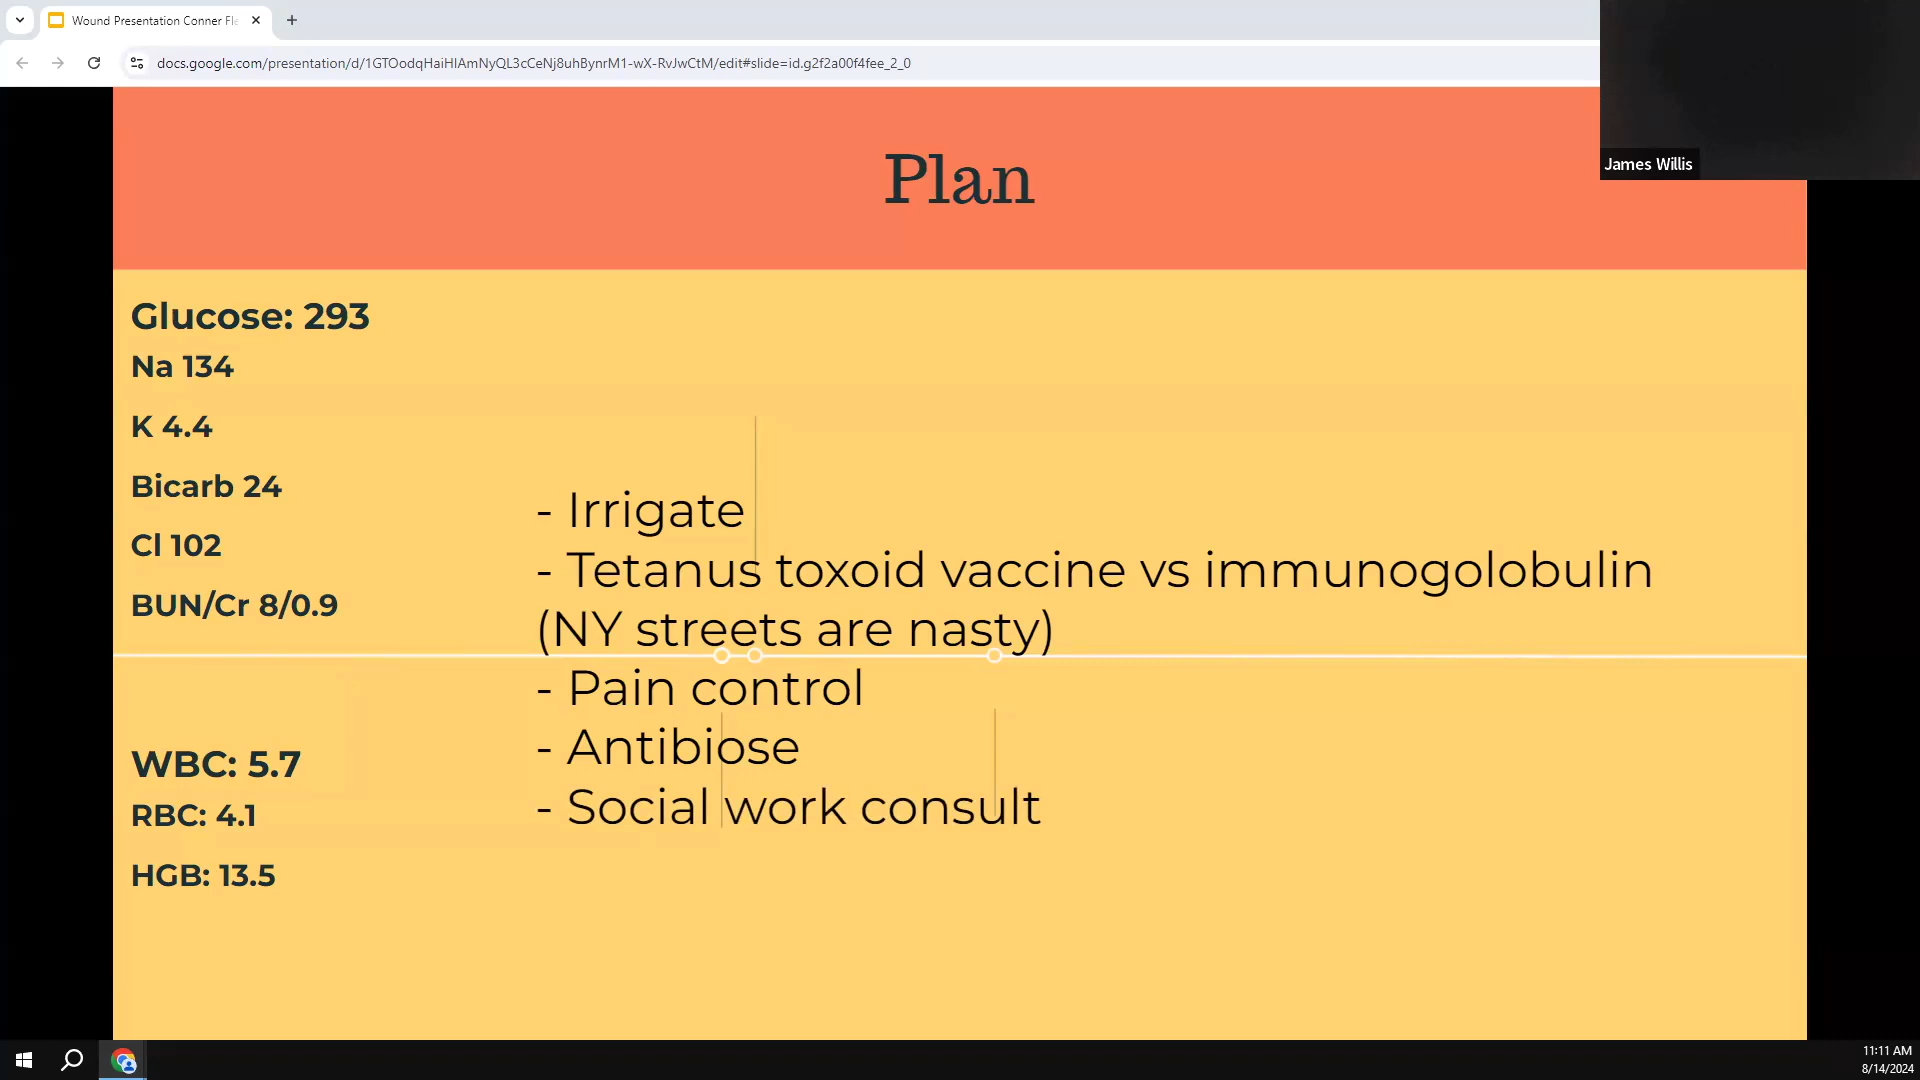 Wound Presentation Conner Fle
docs.google.com/presentation/d/1GTOodqHaiHlAmNyQL3cCeNj8uhBynrM1-wX-RvJwCtM/edit#slide=id.g2f2a00f4fee_2_0
James Willis
Plan
Glucose: 293
Na 134
K 4.4
Bicarb 24
Cl 102
BUN/Cr 8/0.9
WBC: 5.7
RBC: 4.1
HGB: 13.5
- Irrigate
- Tetanus toxoid vaccine vs immunogolobulin
(NY streets are nasty)
- Pain control
- Antibiose
- Social work consult
11:11 AM
8/14/2024